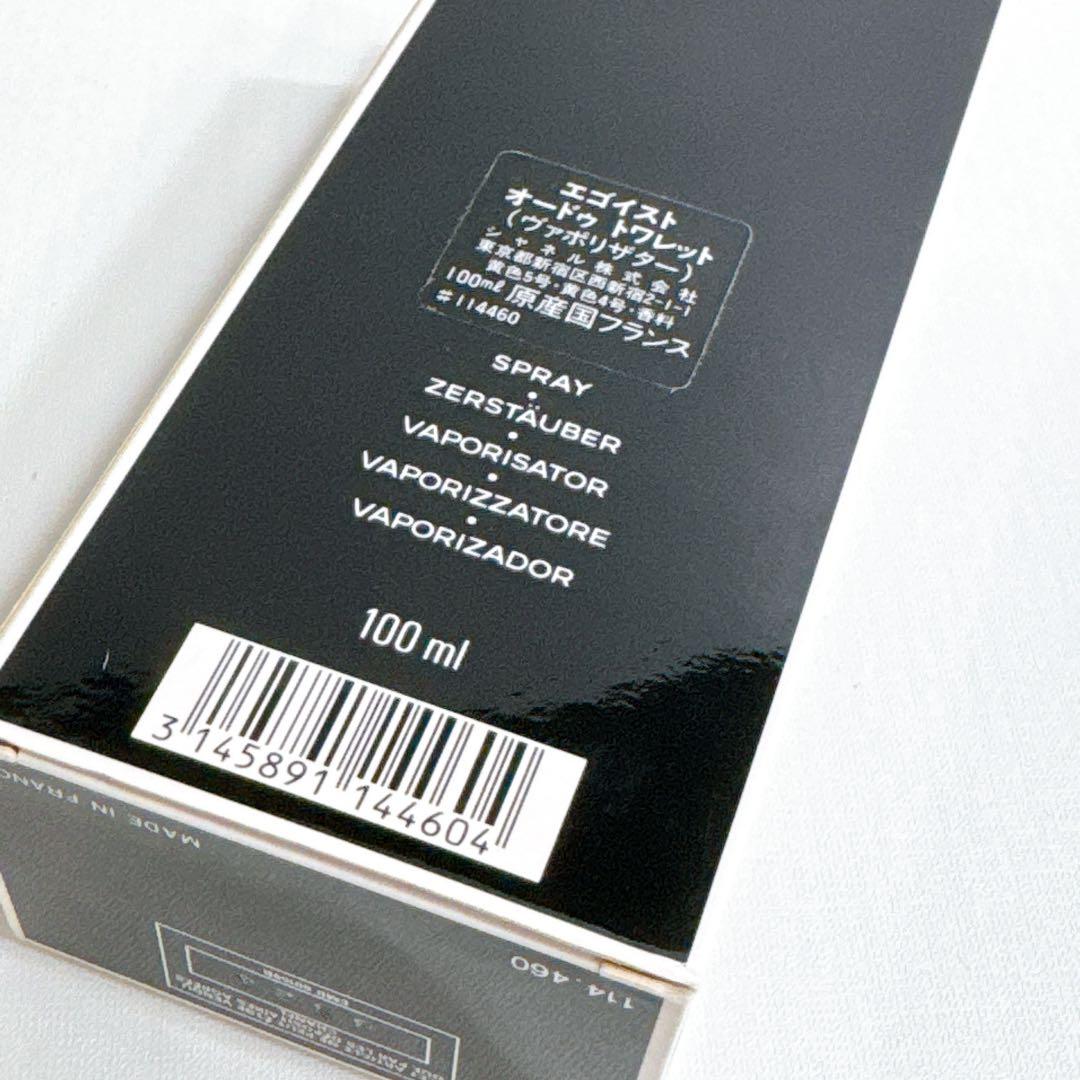 エゴイスト
オードゥ トワレット
(ヴァポリザター)
シャネル株式会社
東京都新宿区西新宿2-1-1
黄色5号・黄色4号・香料
100mℓ 原産国フランス
#114460
SPRAY
•
ZERSTÄUBER
•
VAPORISATOR
•
VAPORIZZATORE
•
VAPORIZADOR
100 ml
3 145891 144604
MADE IN FRANC
114.460